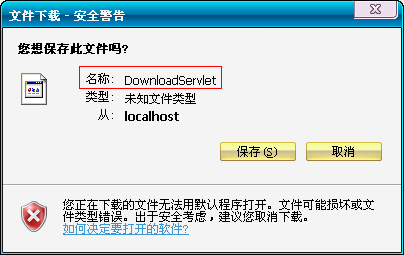 文件下载 - 安全警告
您想保存此文件吗?
名称: DownloadServlet
类型: 未知文件类型
从: localhost
保存(S)
取消
您正在下载的文件无法用默认程序打开。文件可能损坏或文
件类型错误。出于安全考虑,建议您取消下载。
如何决定要打开的软件?